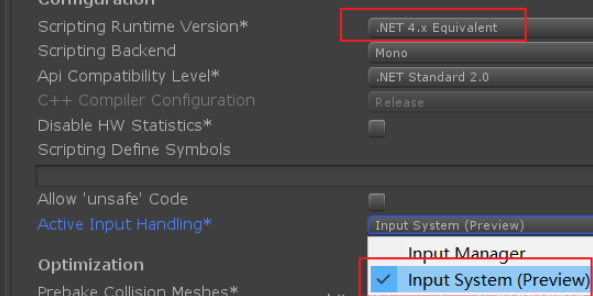 Configuration
Scripting Runtime Version* .NET 4.x Equivalent
Scripting Backend Mono
Api Compatibility Level* .NET Standard 2.0
C++ Compiler Configuration Release
Disable HW Statistics*
Scripting Define Symbols
Allow 'unsafe' Code
Active Input Handling* Input System (Preview)
Input Manager
Optimization
✓ Input System (Preview)
Prebake Collision Meshes*